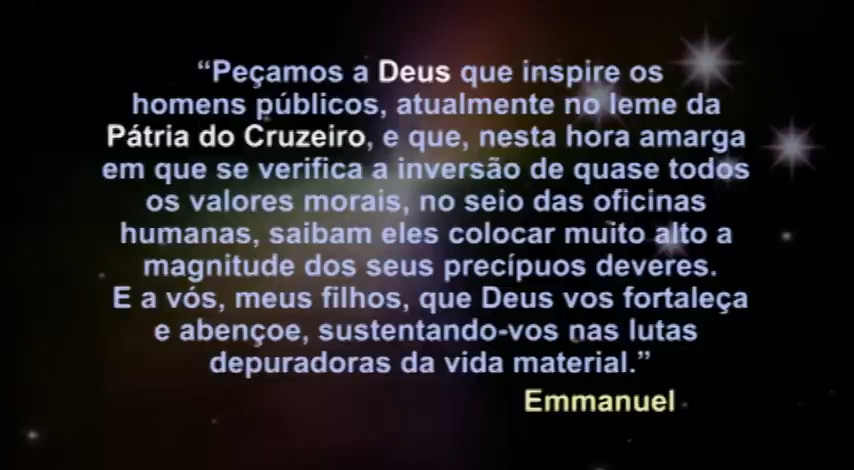 “Peçamos a Deus que inspire os
homens públicos, atualmente no leme da
Pátria do Cruzeiro, e que, nesta hora amarga
em que se verifica a inversão de quase todos
os valores morais, no seio das oficinas
humanas, saibam eles colocar muito alto a
magnitude dos seus precípuos deveres.
E a vós, meus filhos, que Deus vos fortaleça
e abençoe, sustentando-vos nas lutas
depuradoras da vida material.”
Emmanuel